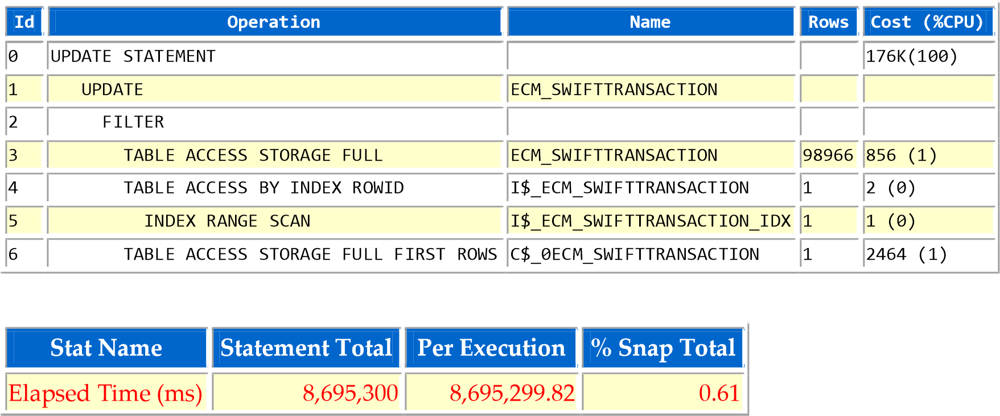 Id Operation Name Rows Cost (%CPU)
0 UPDATE STATEMENT 176K(100)
1 UPDATE ECM_SWIFTTRANSACTION
2 FILTER
3 TABLE ACCESS STORAGE FULL ECM_SWIFTTRANSACTION 98966 856 (1)
4 TABLE ACCESS BY INDEX ROWID I$_ECM_SWIFTTRANSACTION 1 2 (0)
5 INDEX RANGE SCAN I$_ECM_SWIFTTRANSACTION_IDX 1 1 (0)
6 TABLE ACCESS STORAGE FULL FIRST ROWS C$_0ECM_SWIFTTRANSACTION 1 2464 (1)
Stat Name Statement Total Per Execution % Snap Total
Elapsed Time (ms) 8,695,300 8,695,299.82 0.61